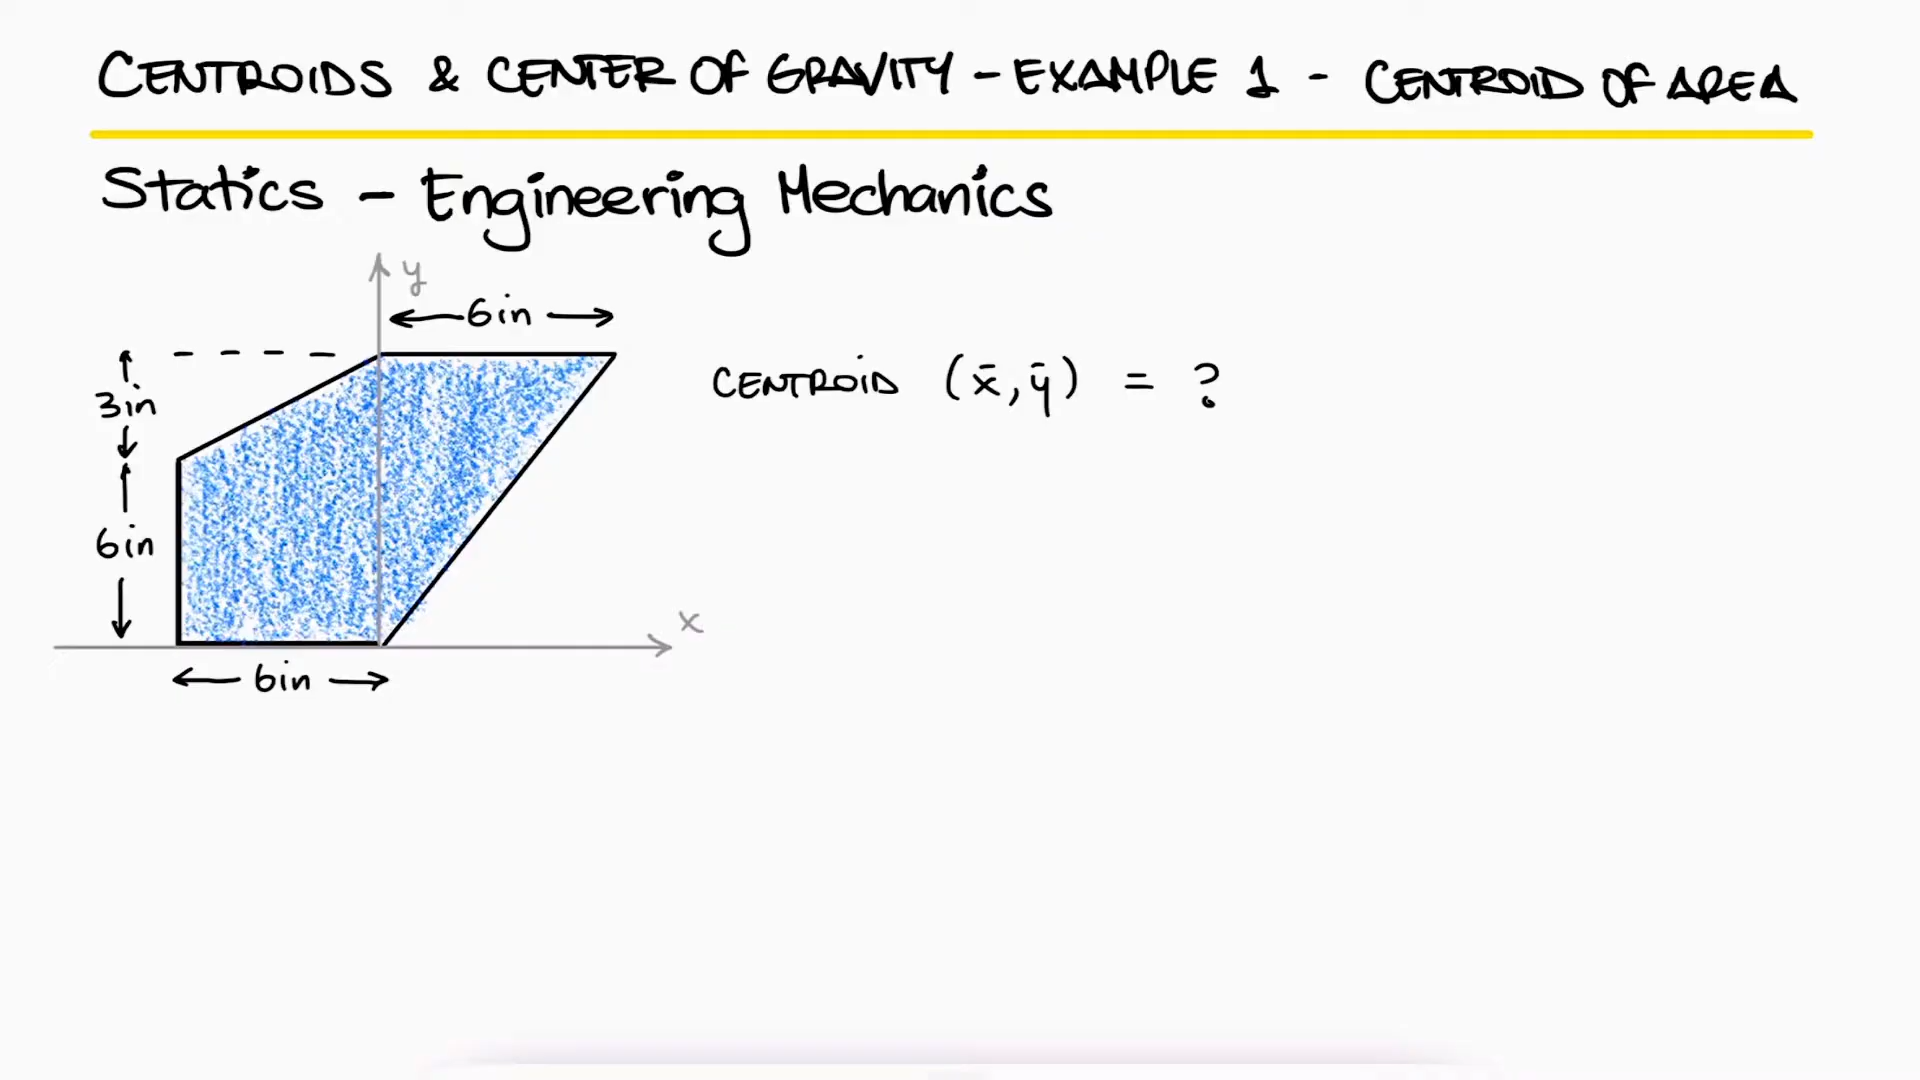 CENTROIDS & CENTER OF GRAVITY - EXAMPLE 1 - CENTROID OF AREA
Statics - Engineering Mechanics
y
6in
3in
CENTROID (x̄, ȳ) = ?
6in
x
6in